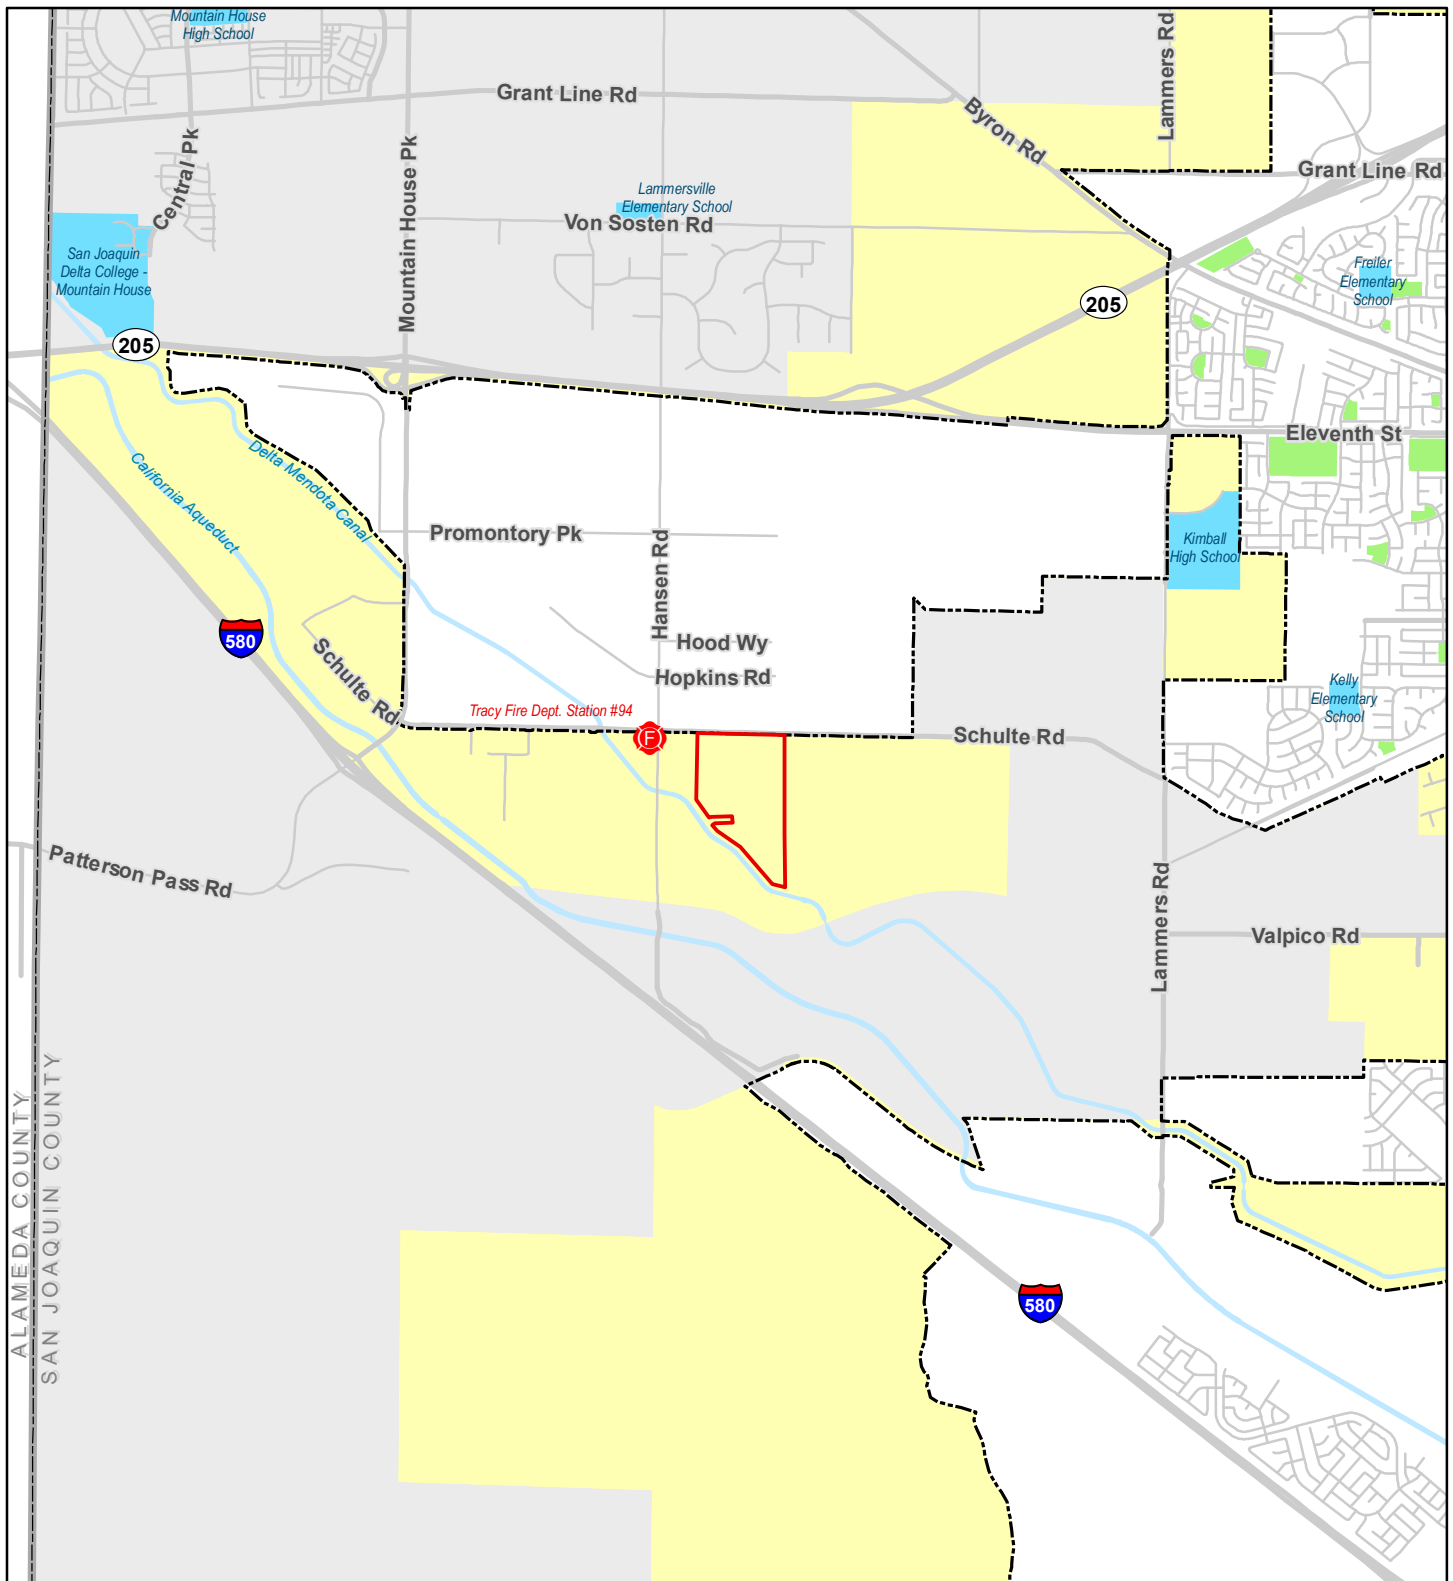 Mountain House
High School
Lammers Rd
Grant Line Rd
Byron Rd
Central Pk
Mountain House Pk
Grant Line Rd
Lammersville
Elementary School
Von Sosten Rd
San Joaquin
Delta College -
Mountain House
Freiler
Elementary
School
205
205
Eleventh St
Delta Mendota Canal
California Aqueduct
Promontory Pk
Hansen Rd
Kimball
High School
580
Hood Wy
Schulte Rd
Hopkins Rd
Kelly
Elementary
School
Tracy Fire Dept. Station #94
F
Schulte Rd
Patterson Pass Rd
Lammers Rd
Valpico Rd
ALAMEDA COUNTY
SAN JOAQUIN COUNTY
580